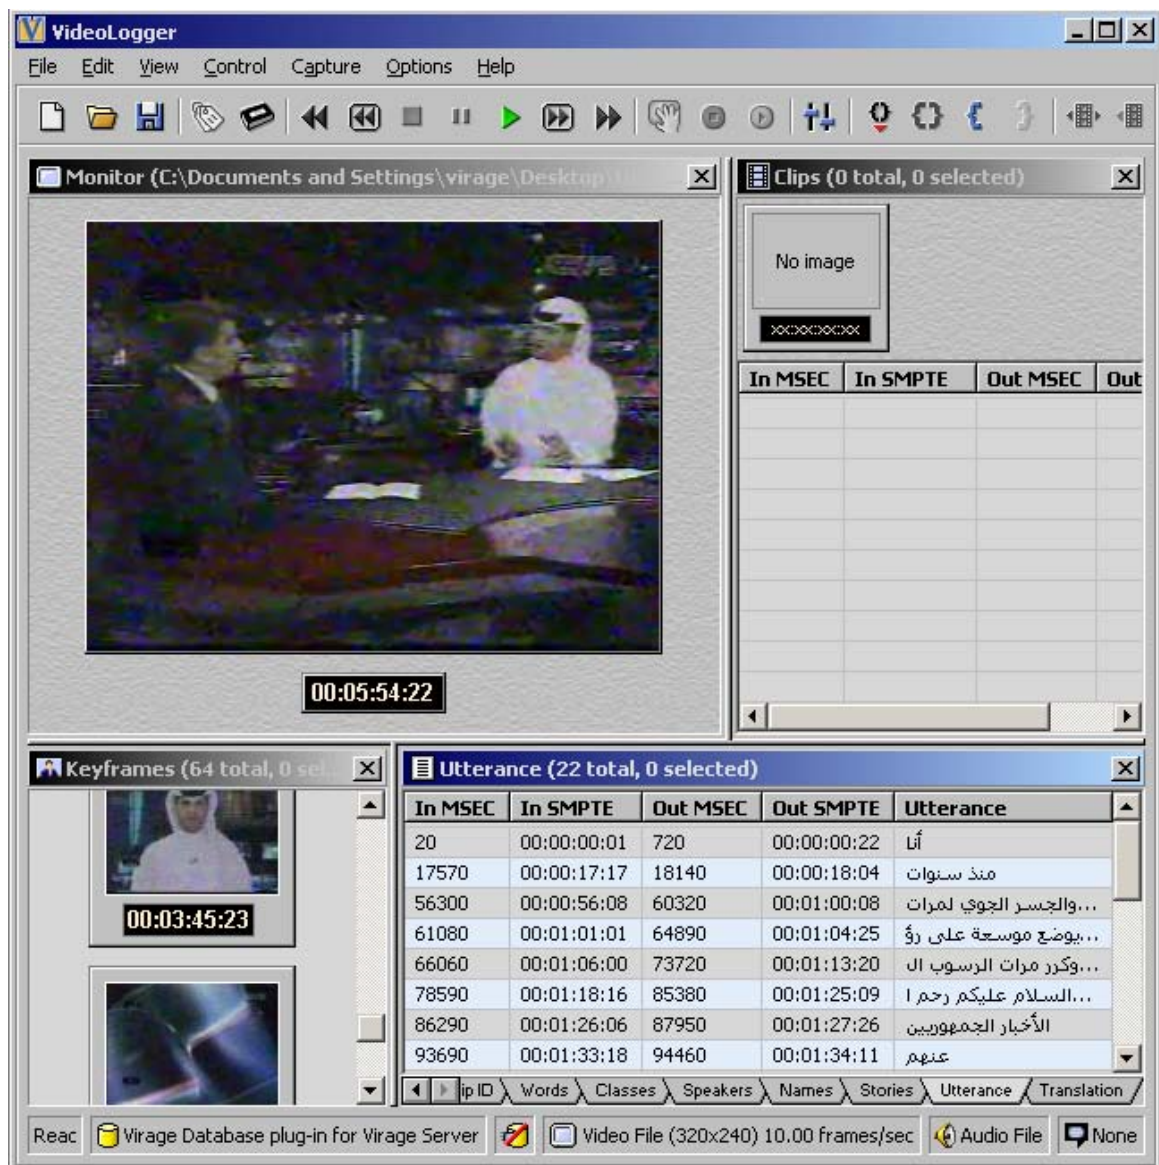 VideoLogger
File Edit View Control Capture Options Help
Monitor (C:\Documents and Settings\virage\Desktop\
Clips (0 total, 0 selected)
No image
xx:xx:xx:xx
In MSEC In SMPTE Out MSEC Out
00:05:54:22
Keyframes (64 total, 0 sel...
00:03:45:23
Utterance (22 total, 0 selected)
In MSEC In SMPTE Out MSEC Out SMPTE Utterance
20 00:00:00:01 720 00:00:00:22 أنا
17570 00:00:17:17 18140 00:00:18:04 منذ سنوات
56300 00:00:56:08 60320 00:01:00:08 والجسر الجوي لمرات...
61080 00:01:01:01 64890 00:01:04:25 يوضع موسعة على رؤ...
66060 00:01:06:00 73720 00:01:13:20 وكرر مرات الرسوب ال...
78590 00:01:18:16 85380 00:01:25:09 السلام عليكم رحم ا...
86290 00:01:26:06 87950 00:01:27:26 الأخبار الجمهوريين
93690 00:01:33:18 94460 00:01:34:11 عنهم
ip ID Words Classes Speakers Names Stories Utterance Translation
Reac Virage Database plug-in for Virage Server Video File (320x240) 10.00 frames/sec Audio File None